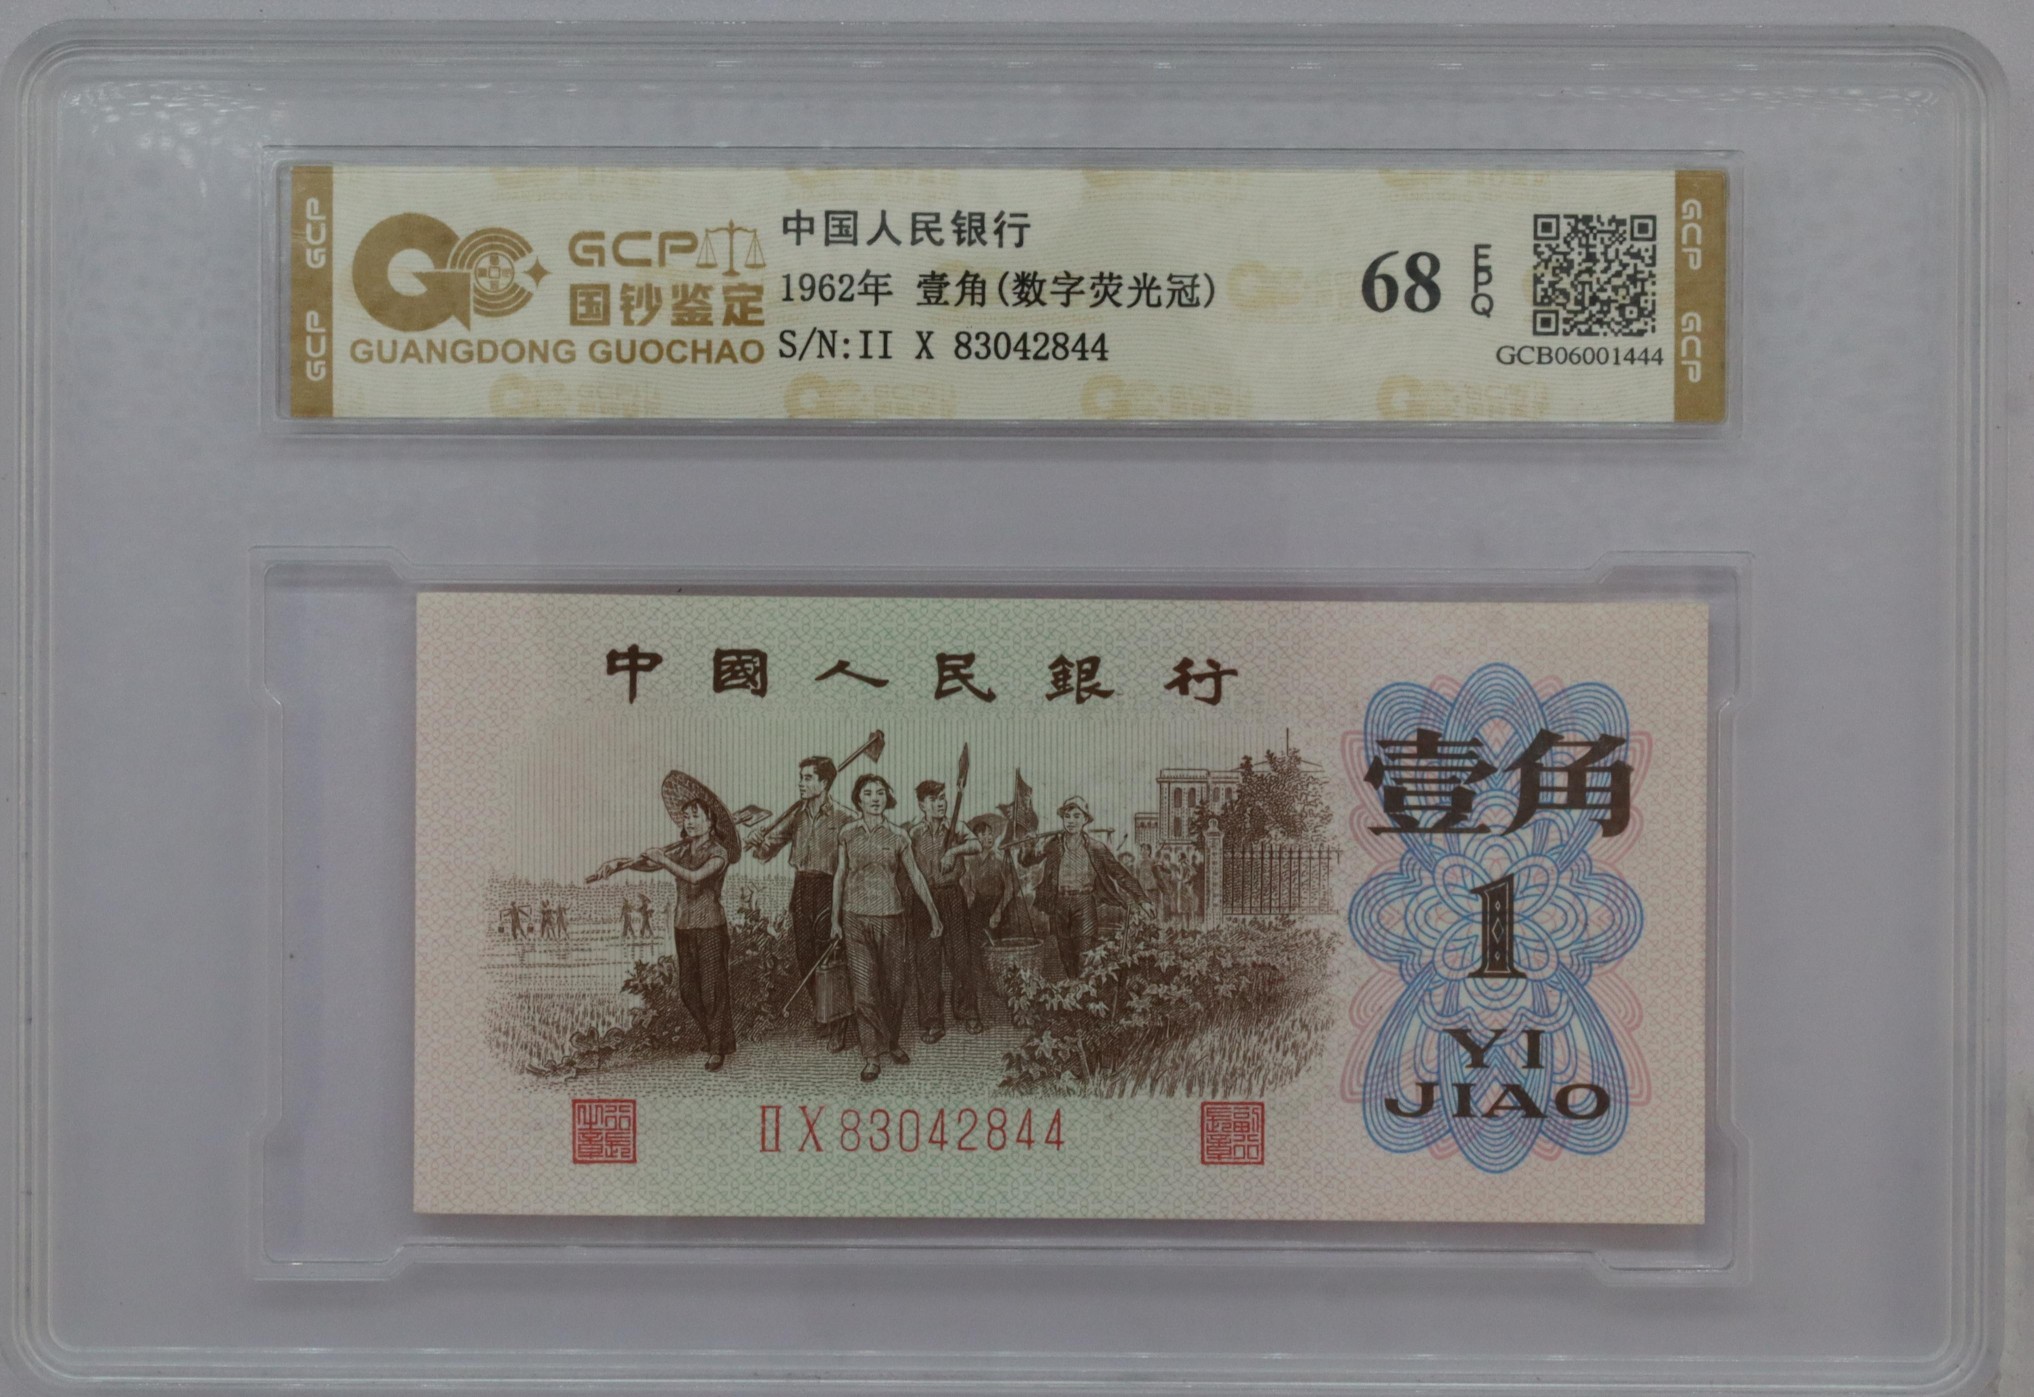 GCP
GCP
GCP
国钞鉴定
GUANGDONG GUOCHAO
中国人民银行
1962年 壹角(数字荧光冠)
S/N:II X 83042844
68
EPQ
GCB06001444
GCP
GCP
中國人民銀行
壹角
1
YI
JIAO
ⅡX83042844